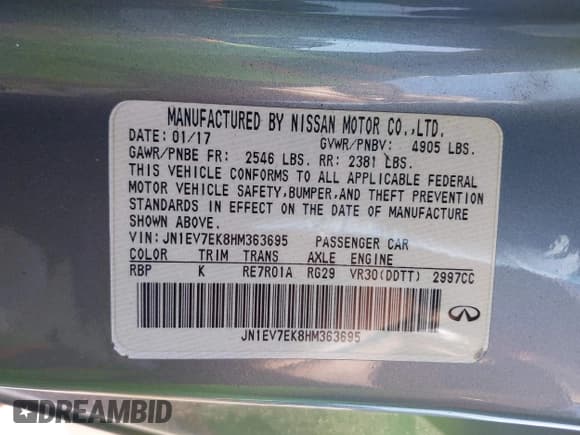 MANUFACTURED BY NISSAN MOTOR CO.,LTD.
DATE: 01/17 GVWR/PNBV: 4905 LBS.
GAWR/PNBE FR: 2546 LBS. RR: 2381 LBS.
THIS VEHICLE CONFORMS TO ALL APPLICABLE FEDERAL
MOTOR VEHICLE SAFETY,BUMPER,AND THEFT PREVENTION
STANDARDS IN EFFECT ON THE DATE OF MANUFACTURE
SHOWN ABOVE.
VIN: JN1EV7EK8HM363695 PASSENGER CAR
COLOR TRIM TRANS AXLE ENGINE
RBP K RE7R01A RG29 VR30(DDTT) 2997CC
JN1EV7EK8HM363695
DREAMBID